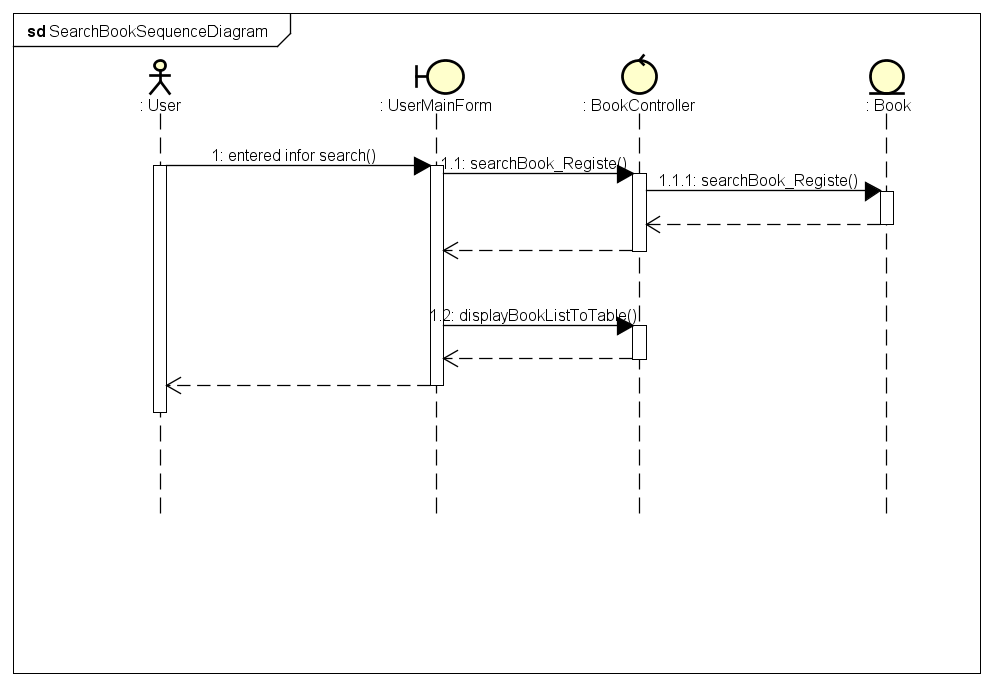 sd SearchBookSequenceDiagram
: User
: UserMainForm
: BookController
: Book
1: entered infor search()
1.1: searchBook_Registe()
1.1.1: searchBook_Registe()
1.2: displayBookListToTable()